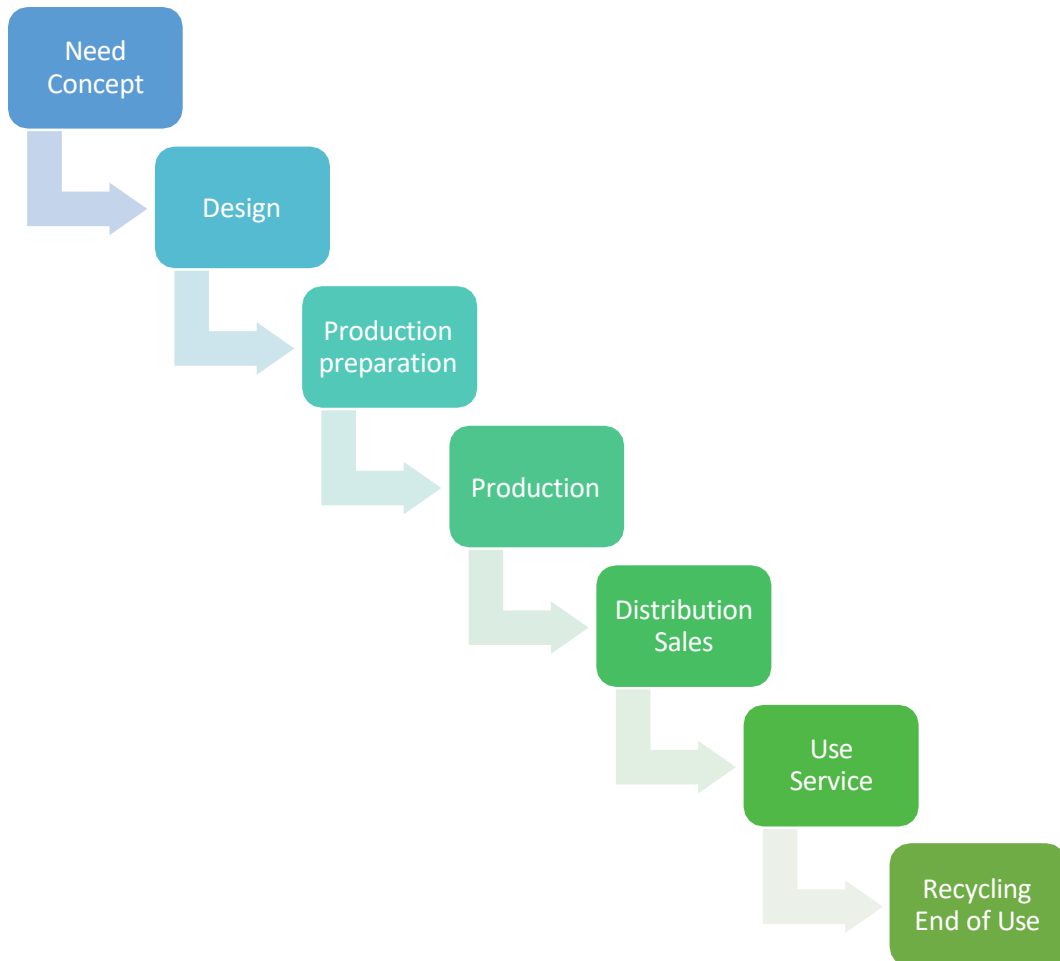 Need
Concept
Design
Production
preparation
Production
Distribution
Sales
Use
Service
Recycling
End of Use